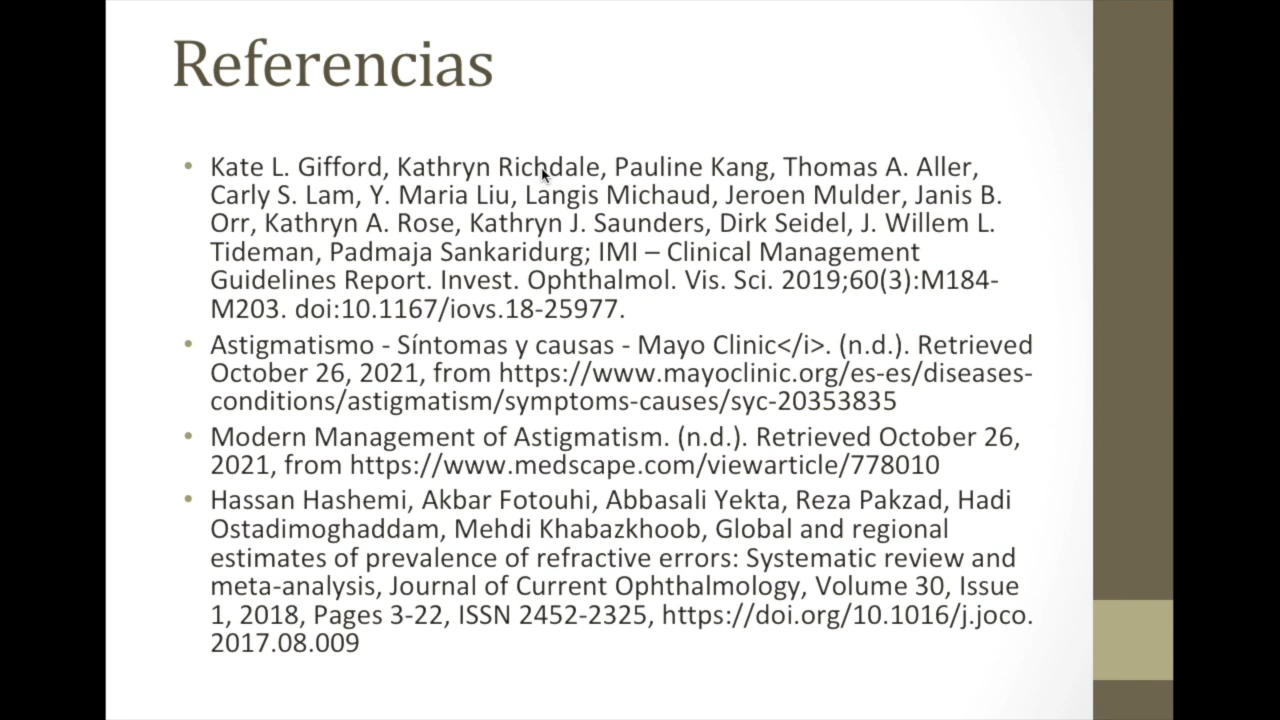 Referencias
• Kate L. Gifford, Kathryn Richdale, Pauline Kang, Thomas A. Aller,
Carly S. Lam, Y. Maria Liu, Langis Michaud, Jeroen Mulder, Janis B.
Orr, Kathryn A. Rose, Kathryn J. Saunders, Dirk Seidel, J. Willem L.
Tideman, Padmaja Sankaridurg; IMI – Clinical Management
Guidelines Report. Invest. Ophthalmol. Vis. Sci. 2019;60(3):M184-
M203. doi:10.1167/iovs.18-25977.
• Astigmatismo - Síntomas y causas - Mayo Clinic</i>. (n.d.). Retrieved
October 26, 2021, from https://www.mayoclinic.org/es-es/diseases-
conditions/astigmatism/symptoms-causes/syc-20353835
• Modern Management of Astigmatism. (n.d.). Retrieved October 26,
2021, from https://www.medscape.com/viewarticle/778010
• Hassan Hashemi, Akbar Fotouhi, Abbasali Yekta, Reza Pakzad, Hadi
Ostadimoghaddam, Mehdi Khabazkhoob, Global and regional
estimates of prevalence of refractive errors: Systematic review and
meta-analysis, Journal of Current Ophthalmology, Volume 30, Issue
1, 2018, Pages 3-22, ISSN 2452-2325, https://doi.org/10.1016/j.joco.
2017.08.009